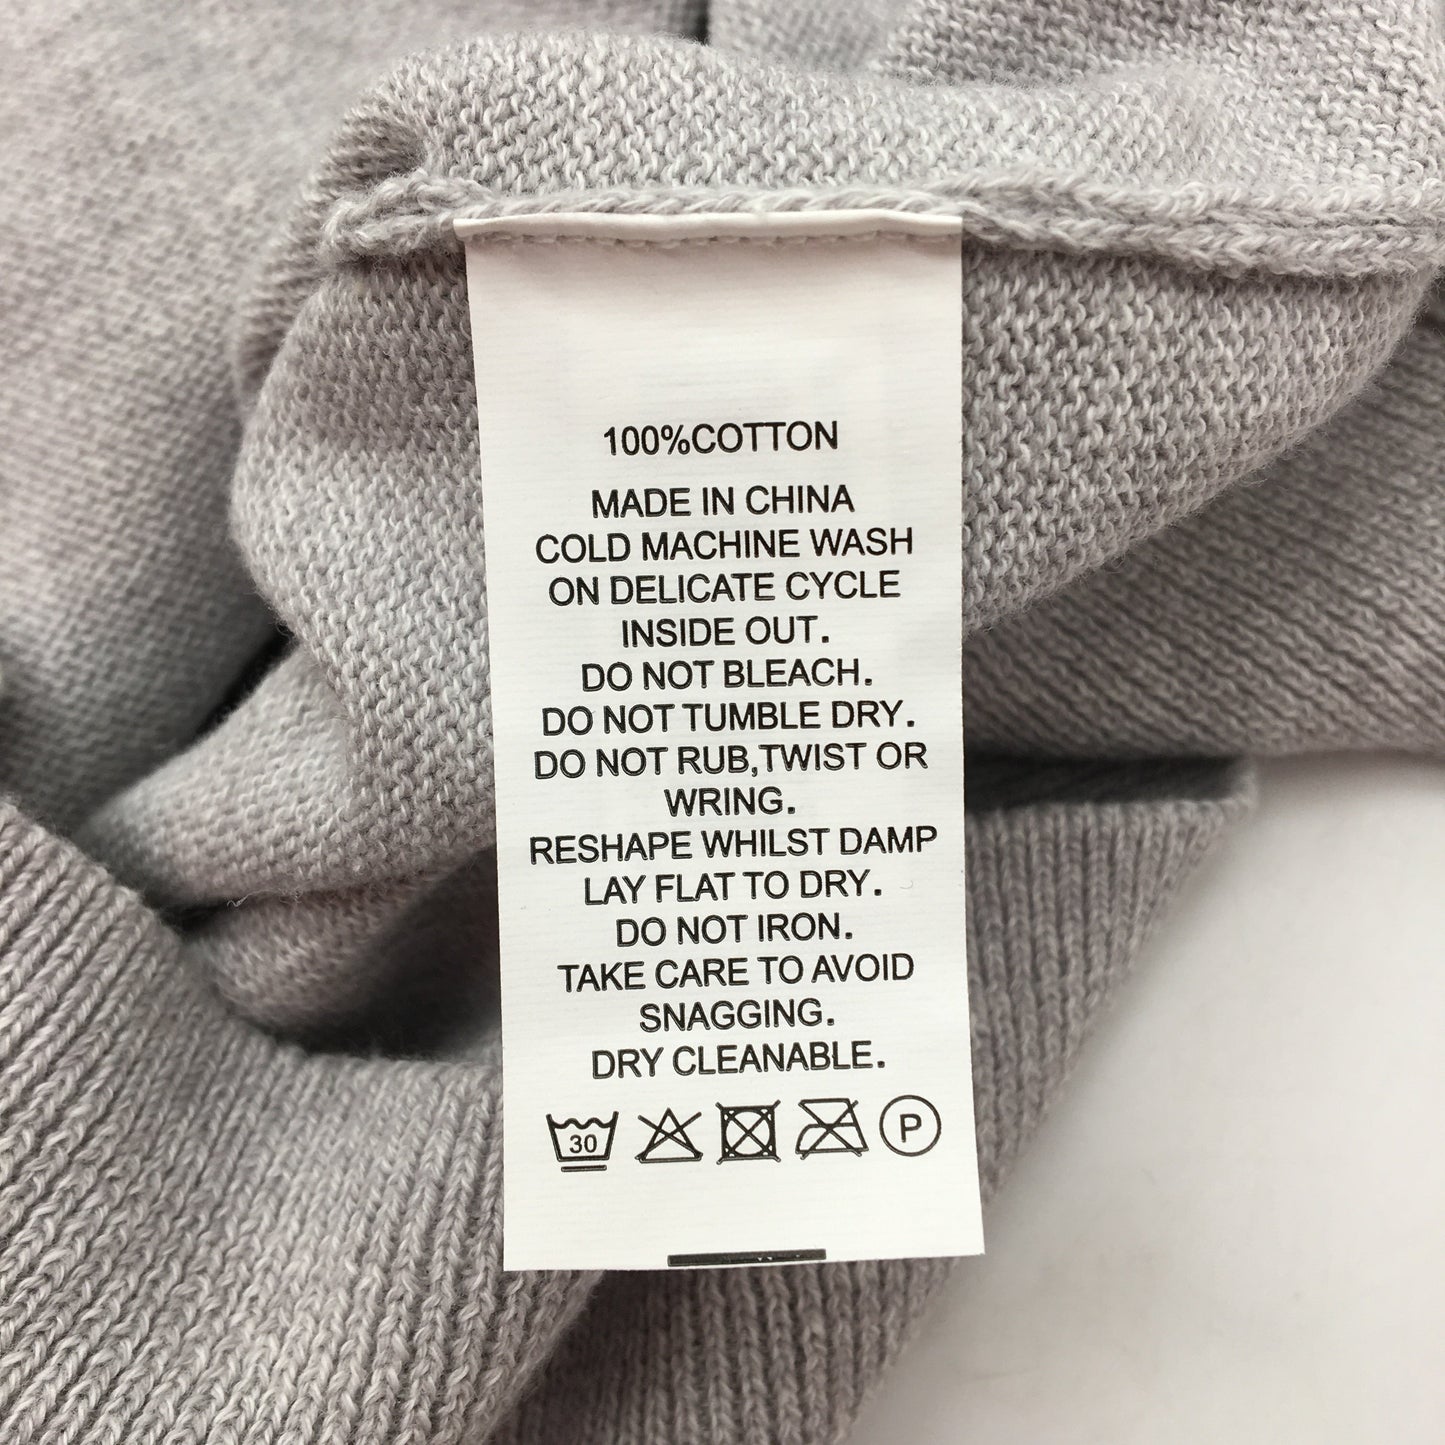 100%COTTON
MADE IN CHINA
COLD MACHINE WASH
ON DELICATE CYCLE
INSIDE OUT.
DO NOT BLEACH.
DO NOT TUMBLE DRY.
DO NOT RUB,TWIST OR
WRING.
RESHAPE WHILST DAMP
LAY FLAT TO DRY.
DO NOT IRON.
TAKE CARE TO AVOID
SNAGGING.
DRY CLEANABLE.
30 P